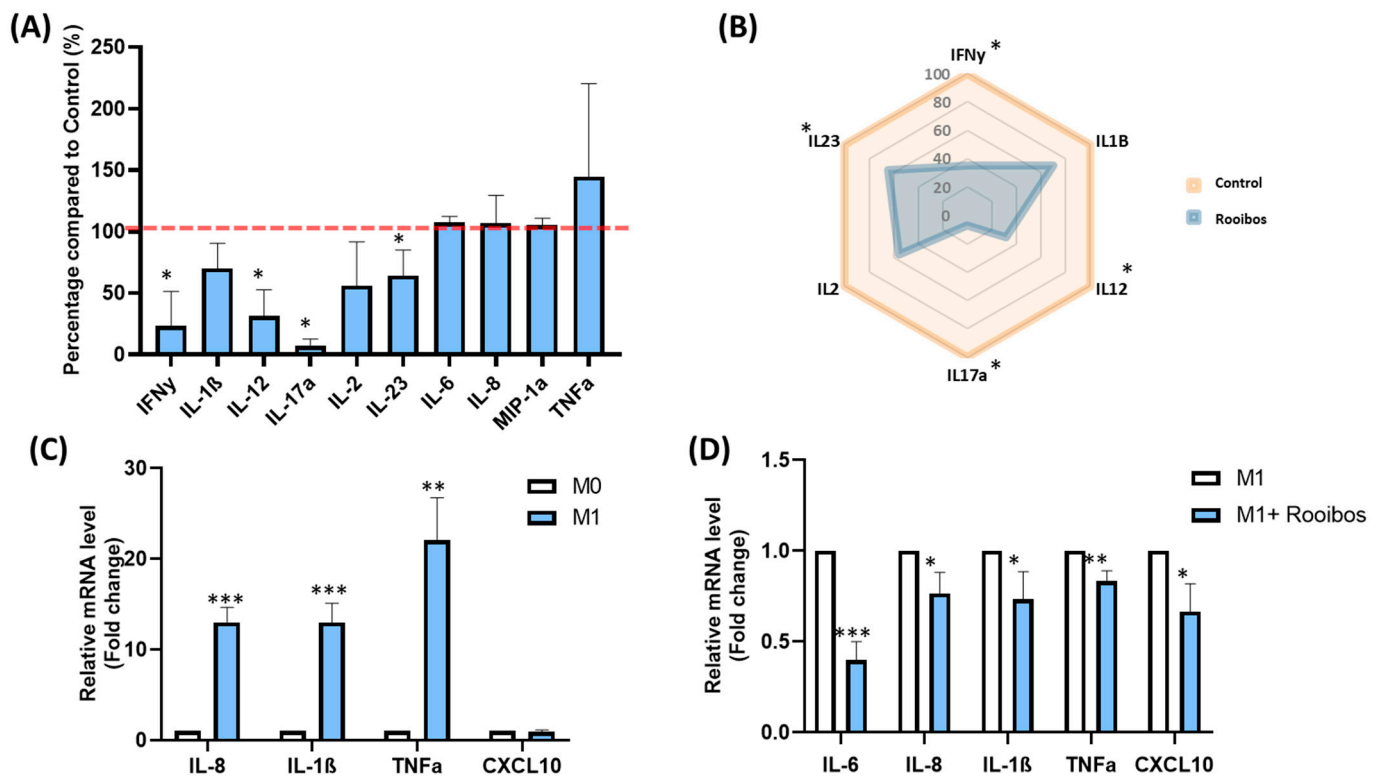 (A)
Percentage compared to Control (%)
250
200
150
100
50
0
*
*
*
*
IFNy
IL-1ß
IL-12
IL-17a
IL-2
IL-23
IL-6
IL-8
MIP-1a
TNFa
(B)
IFNy *
100
80
60
40
20
0
*IL23
IL1B
IL2
IL12 *
IL17a *
Control
Rooibos
(C)
Relative mRNA level
(Fold change)
30
20
10
0
***
***
**
M0
M1
IL-8
IL-1ß
TNFa
CXCL10
(D)
Relative mRNA level
(Fold change)
1.5
1.0
0.5
0.0
***
*
*
**
*
M1
M1+ Rooibos
IL-6
IL-8
IL-1ß
TNFa
CXCL10